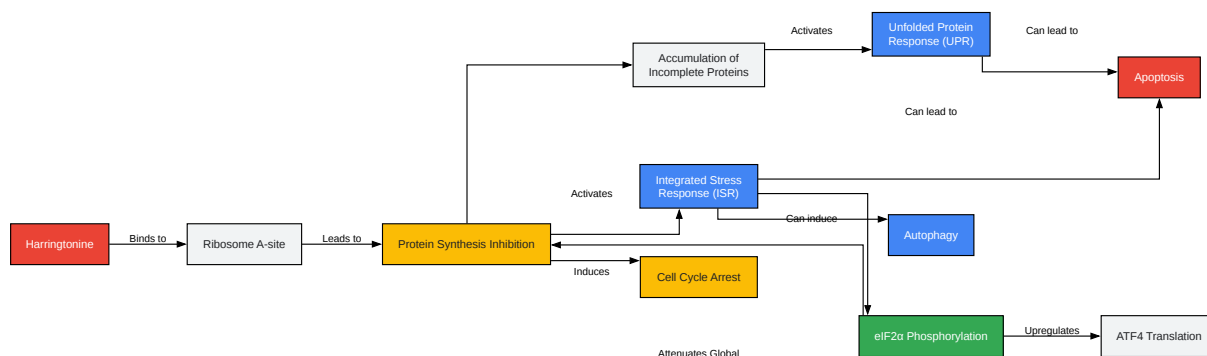 Activates
Unfolded Protein
Response (UPR)
Can lead to
Accumulation of
Incomplete Proteins
Apoptosis
Can lead to
Activates
Integrated Stress
Response (ISR)
Can induce
Autophagy
Harringtonine
Binds to
Ribosome A-site
Leads to
Protein Synthesis Inhibition
Induces
Cell Cycle Arrest
eIF2α Phosphorylation
Upregulates
ATF4 Translation
Attenuates Global